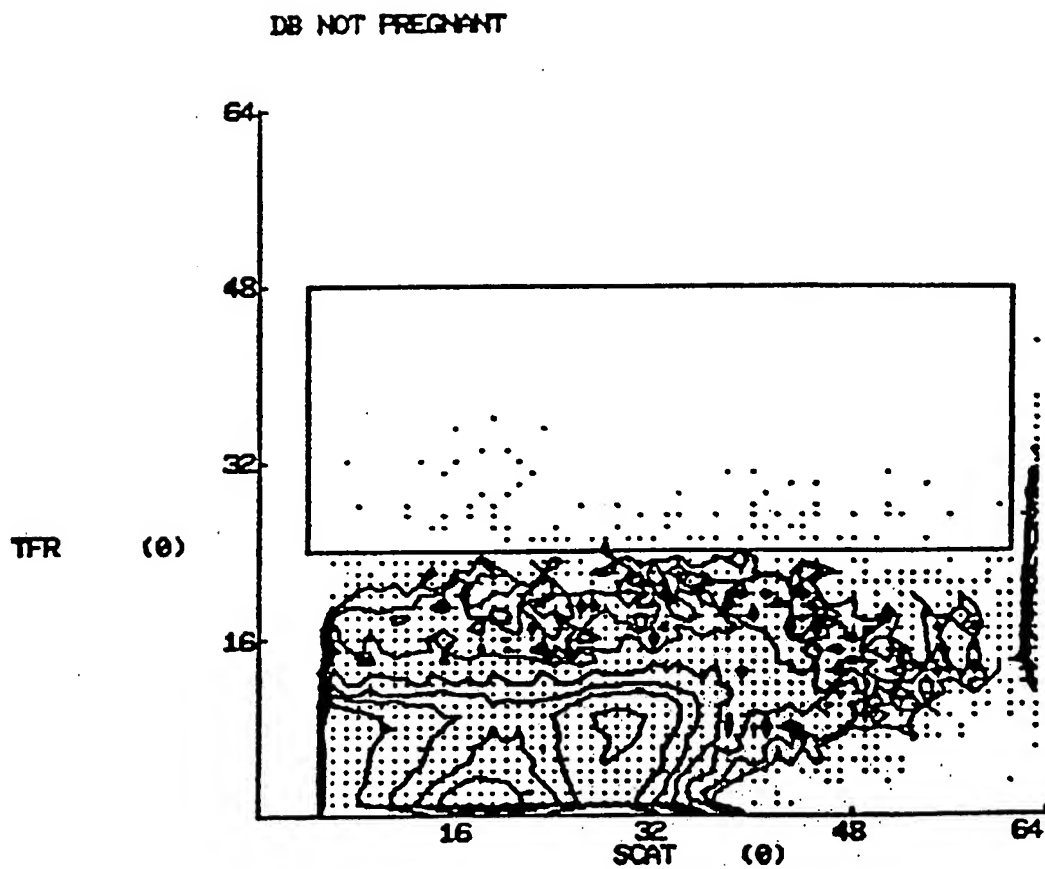 DB NOT PREGNANT
64
48
32
TFR (0)
16
16 32 48 64
SCAT (0)